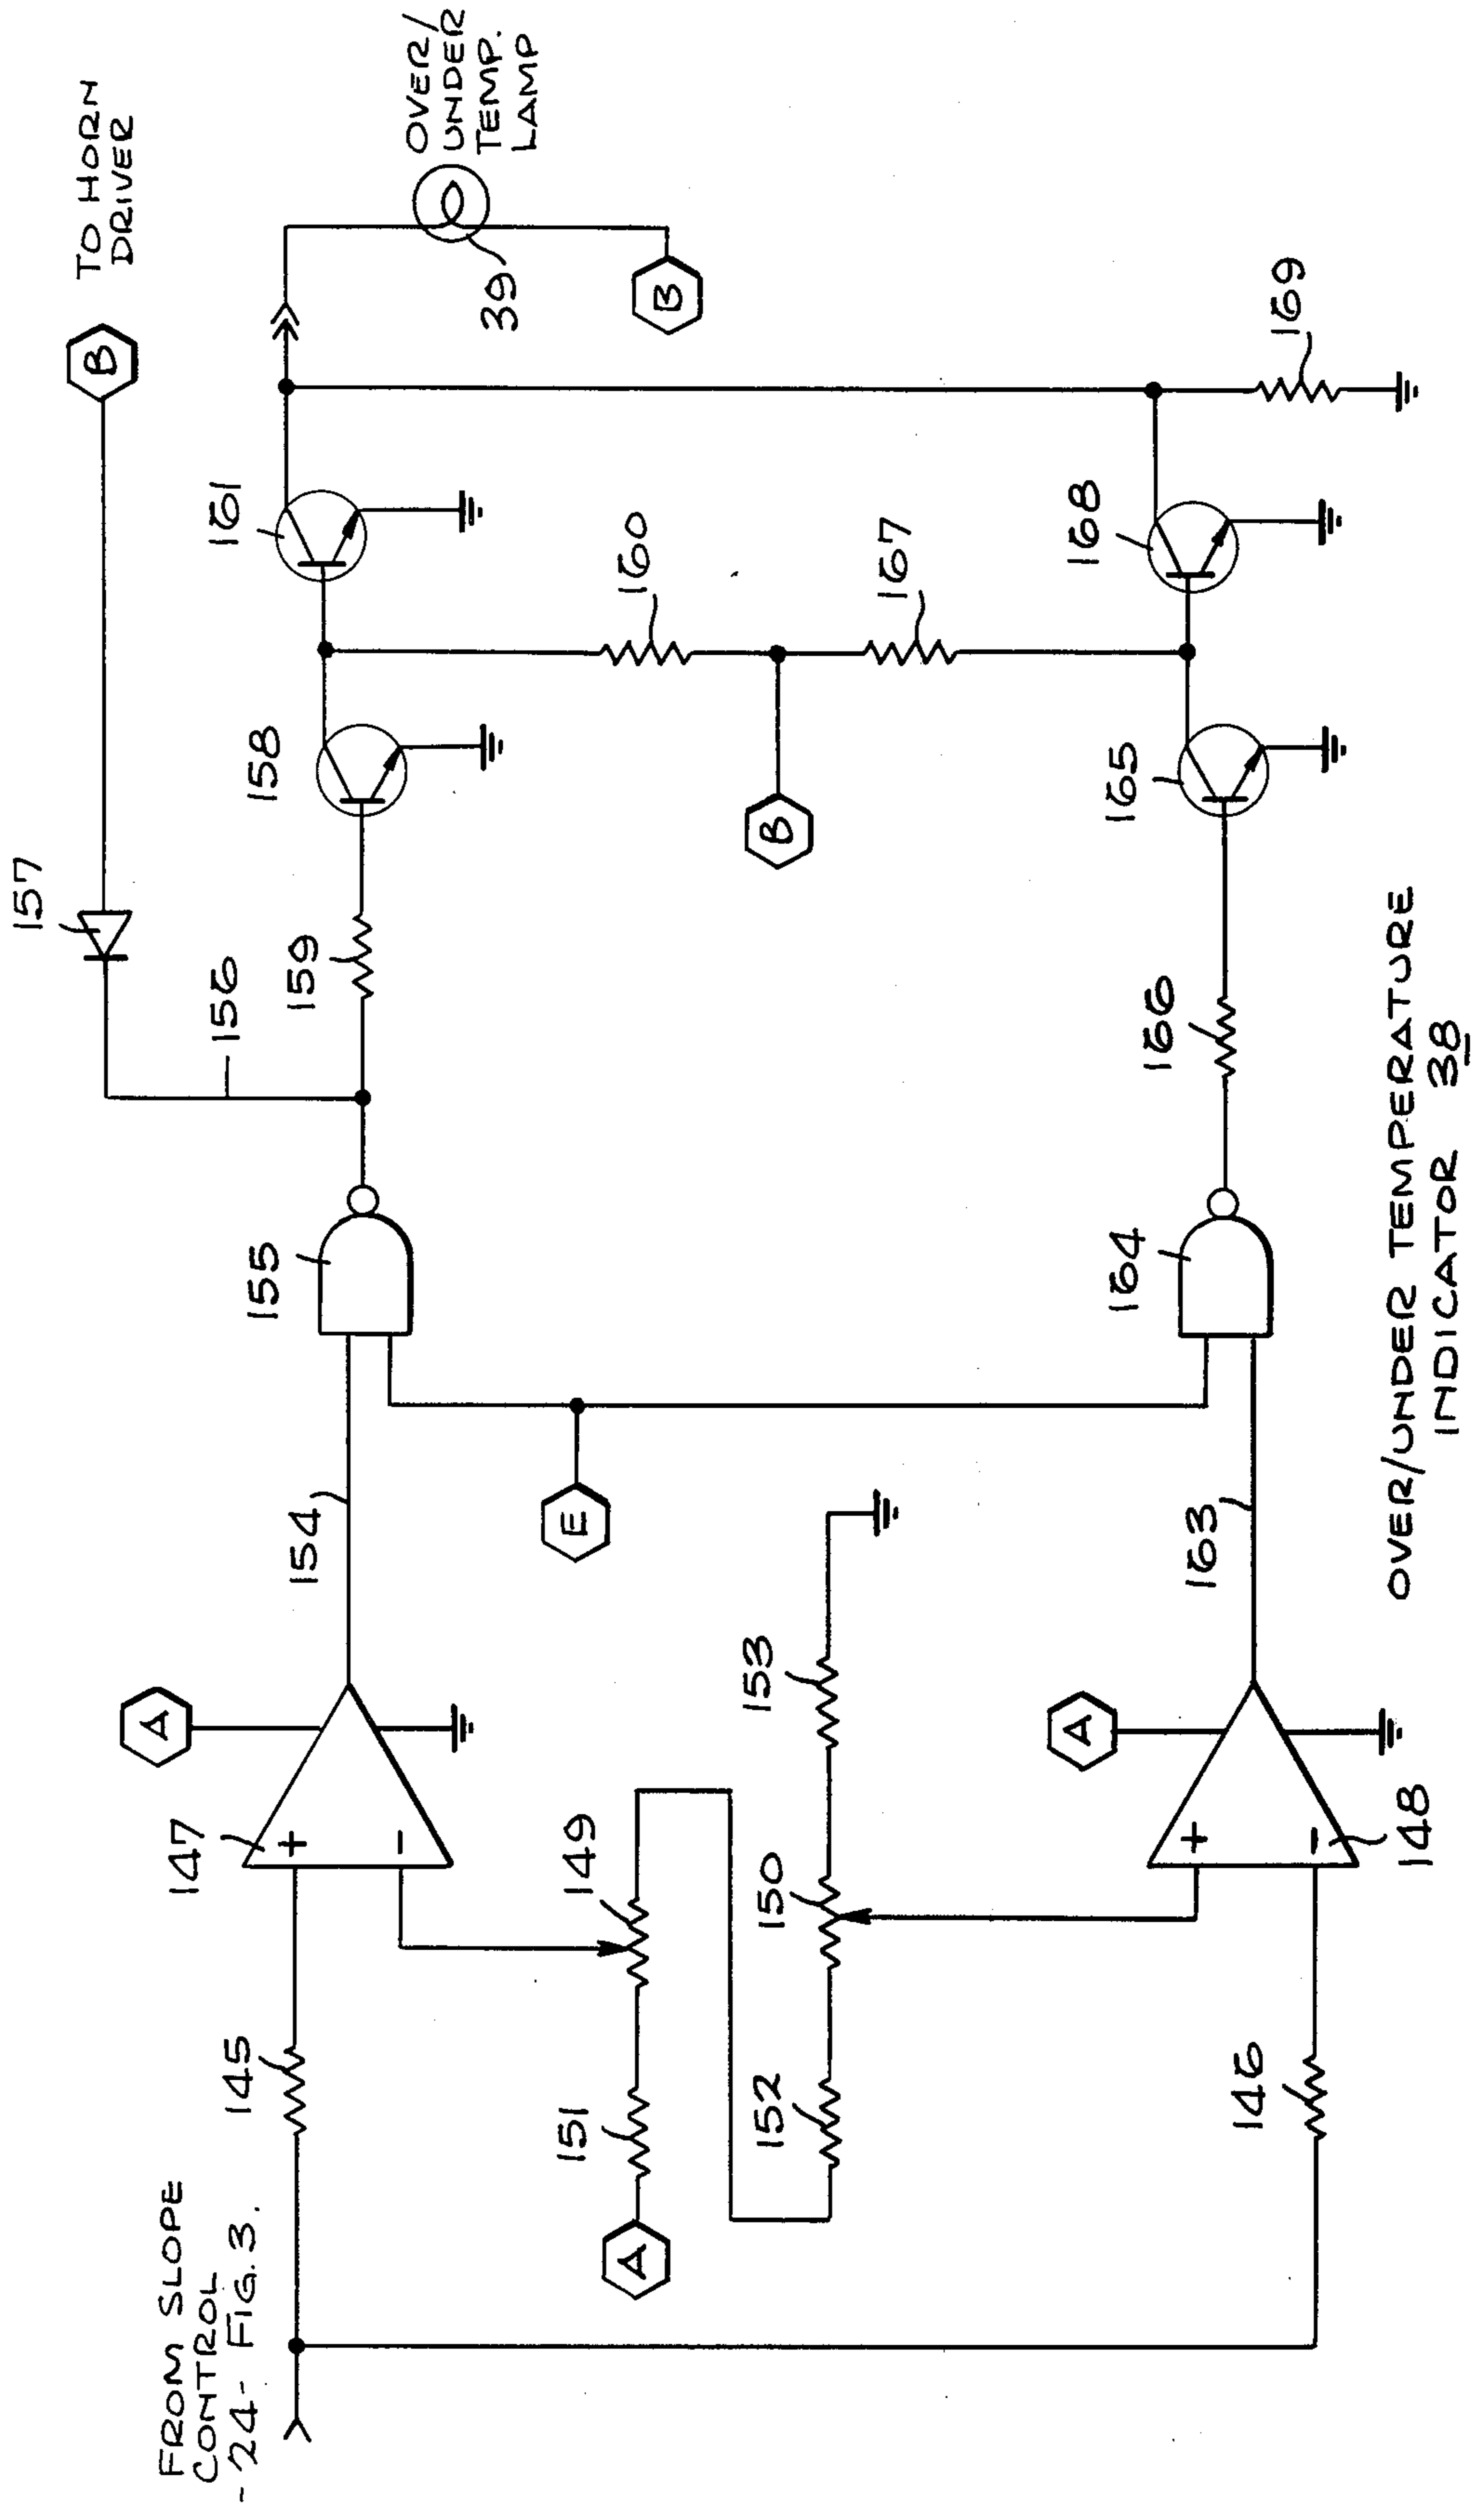 FROM SLOPE
CONTROL
-24- FIG. 3.
TO HORN
DRIVER
B
157
156
161
OVER/
UNDER
TEMP.
LAMP
39
B
158
159
155
154
A
147
+
-
145
160
B
167
E
149
151
A
153
150
152
169
168
165
166
164
163
A
+
-
148
146
OVER/UNDER TEMPERATURE
INDICATOR 38